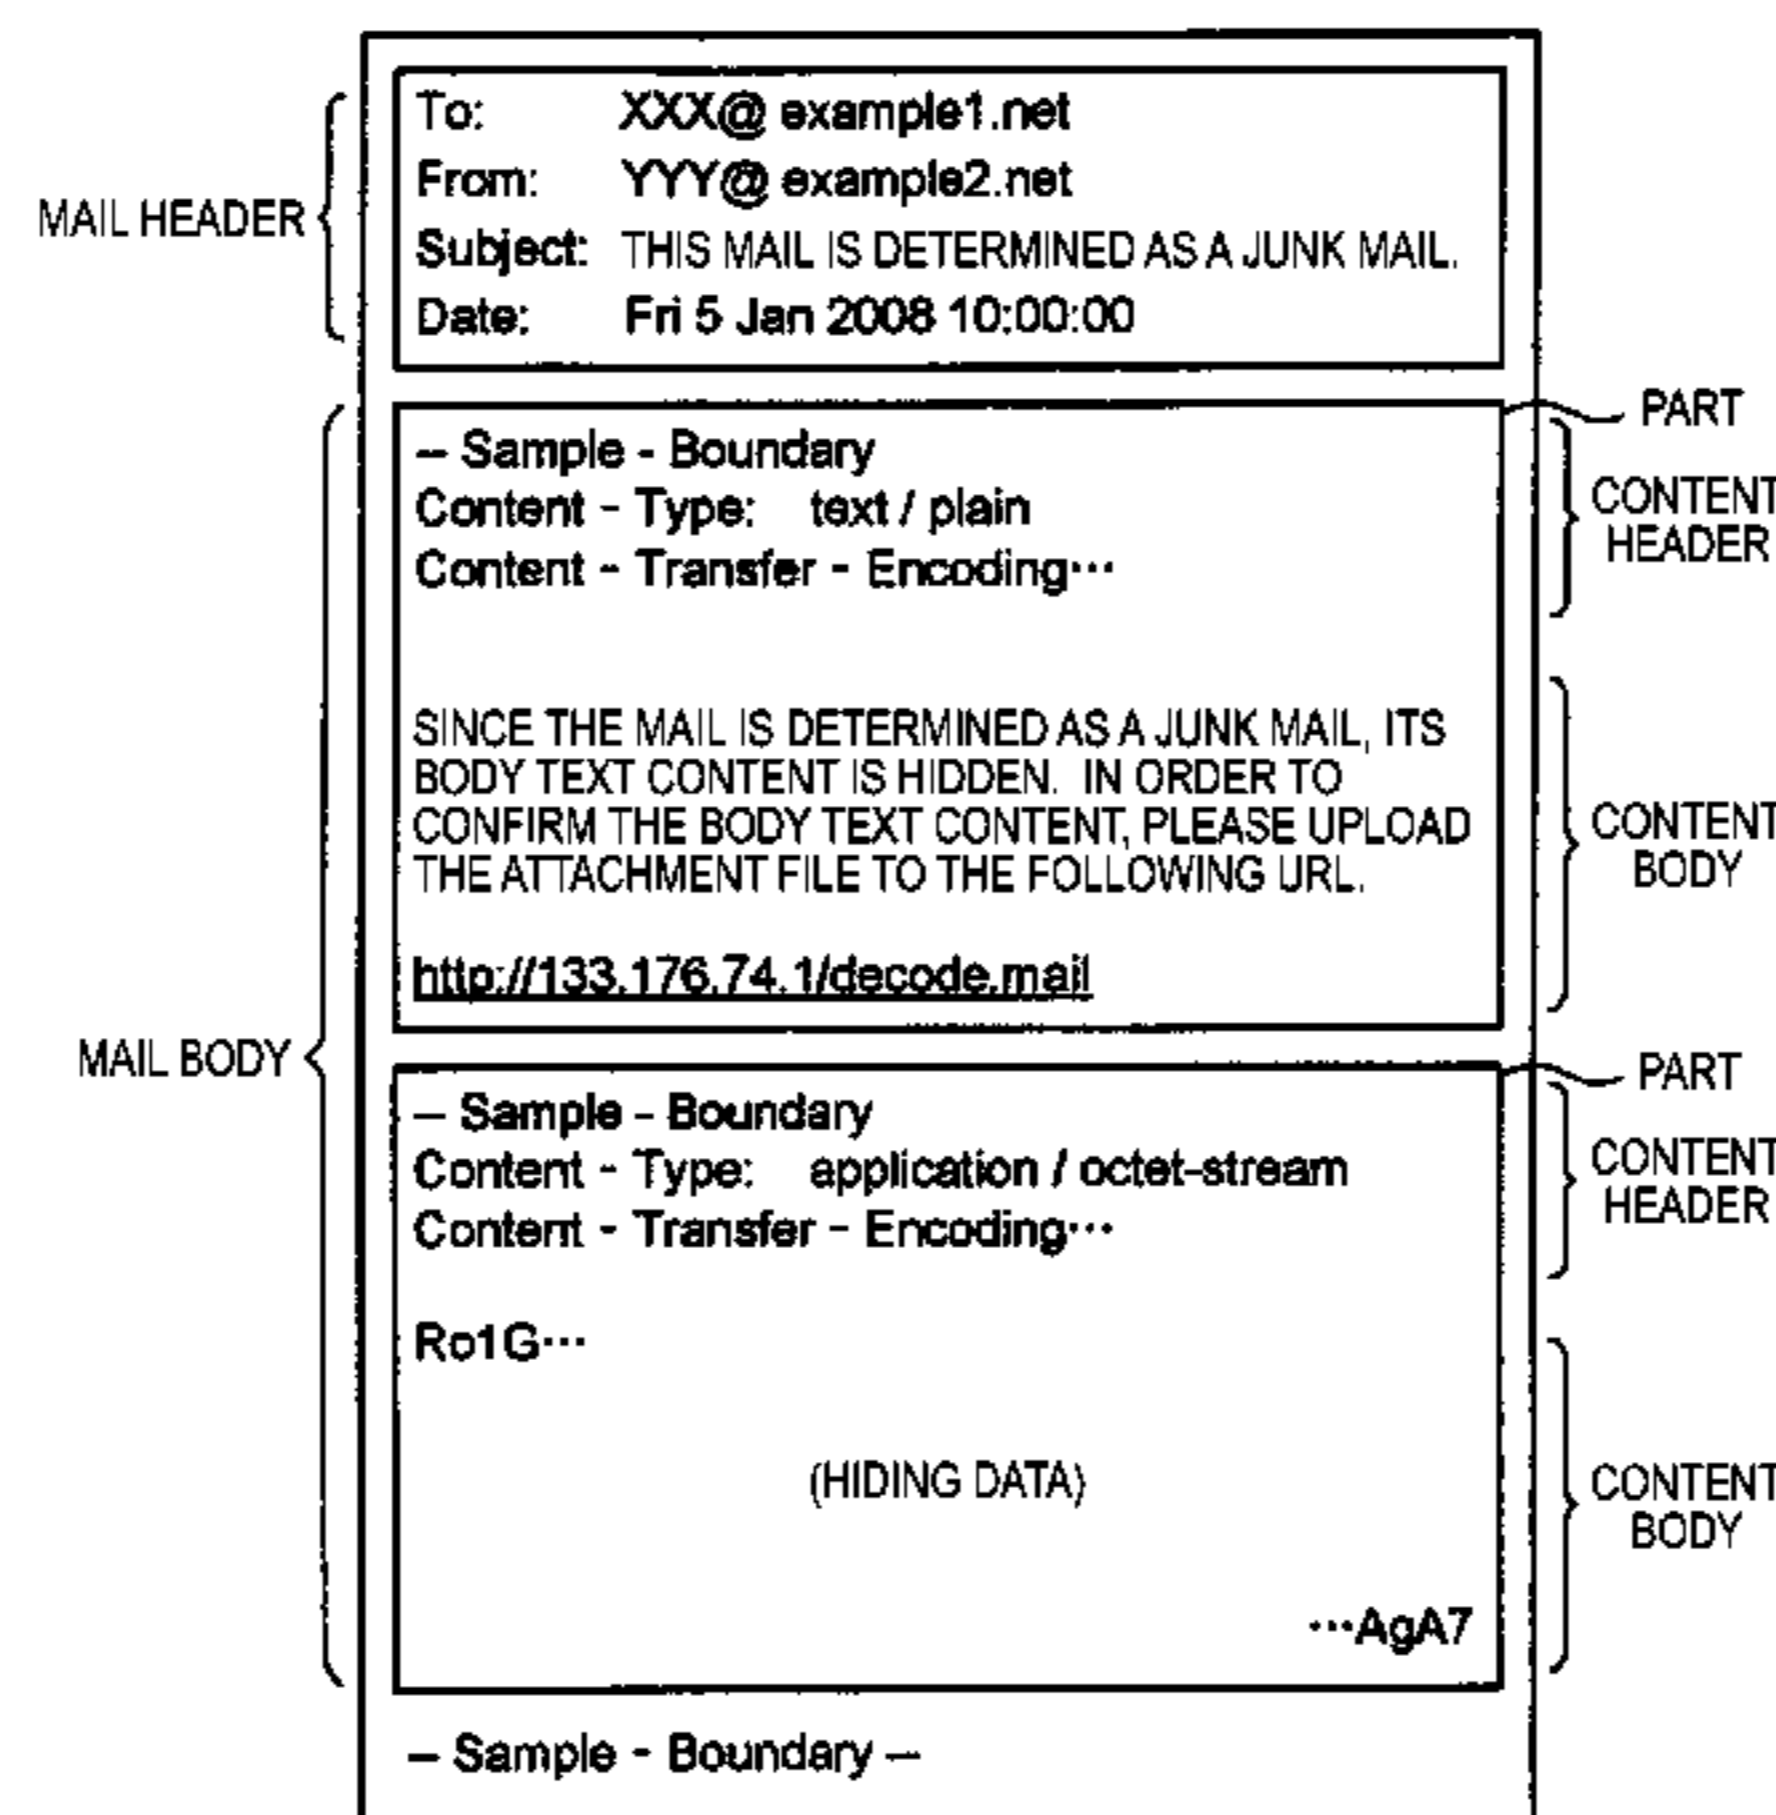 MAIL HEADER
To: XXX@ example1.net
From: YYY@ example2.net
Subject: THIS MAIL IS DETERMINED AS A JUNK MAIL.
Date: Fri 5 Jan 2008 10:00:00
MAIL BODY
PART
CONTENT
HEADER
-- Sample - Boundary
Content - Type: text / plain
Content - Transfer - Encoding···
CONTENT
BODY
SINCE THE MAIL IS DETERMINED AS A JUNK MAIL, ITS
BODY TEXT CONTENT IS HIDDEN. IN ORDER TO
CONFIRM THE BODY TEXT CONTENT, PLEASE UPLOAD
THE ATTACHMENT FILE TO THE FOLLOWING URL.
http://133.176.74.1/decode.mail
PART
CONTENT
HEADER
-- Sample - Boundary
Content - Type: application / octet-stream
Content - Transfer - Encoding···
CONTENT
BODY
Ro1G···
(HIDING DATA)
···AgA7
-- Sample - Boundary --